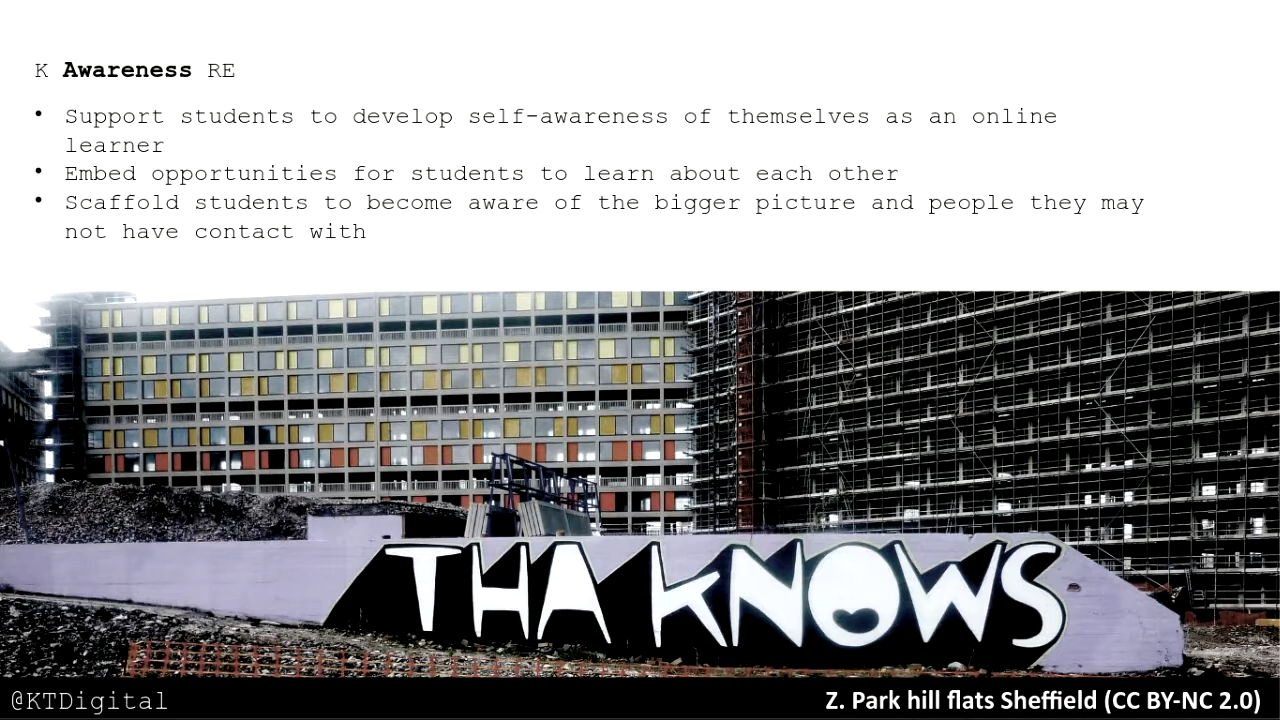 K Awareness RE
• Support students to develop self-awareness of themselves as an online
learner
• Embed opportunities for students to learn about each other
• Scaffold students to become aware of the bigger picture and people they may
not have contact with
THA KNOWS
@KTDigital
Z. Park hill flats Sheffield (CC BY-NC 2.0)